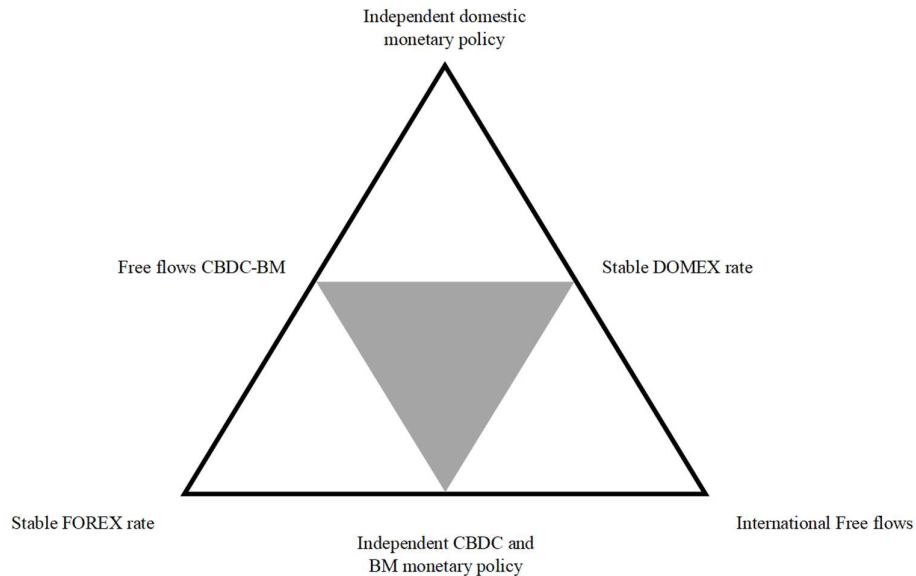 Independent domestic
monetary policy
Free flows CBDC-BM
Stable DOMEX rate
Stable FOREX rate
International Free flows
Independent CBDC and
BM monetary policy